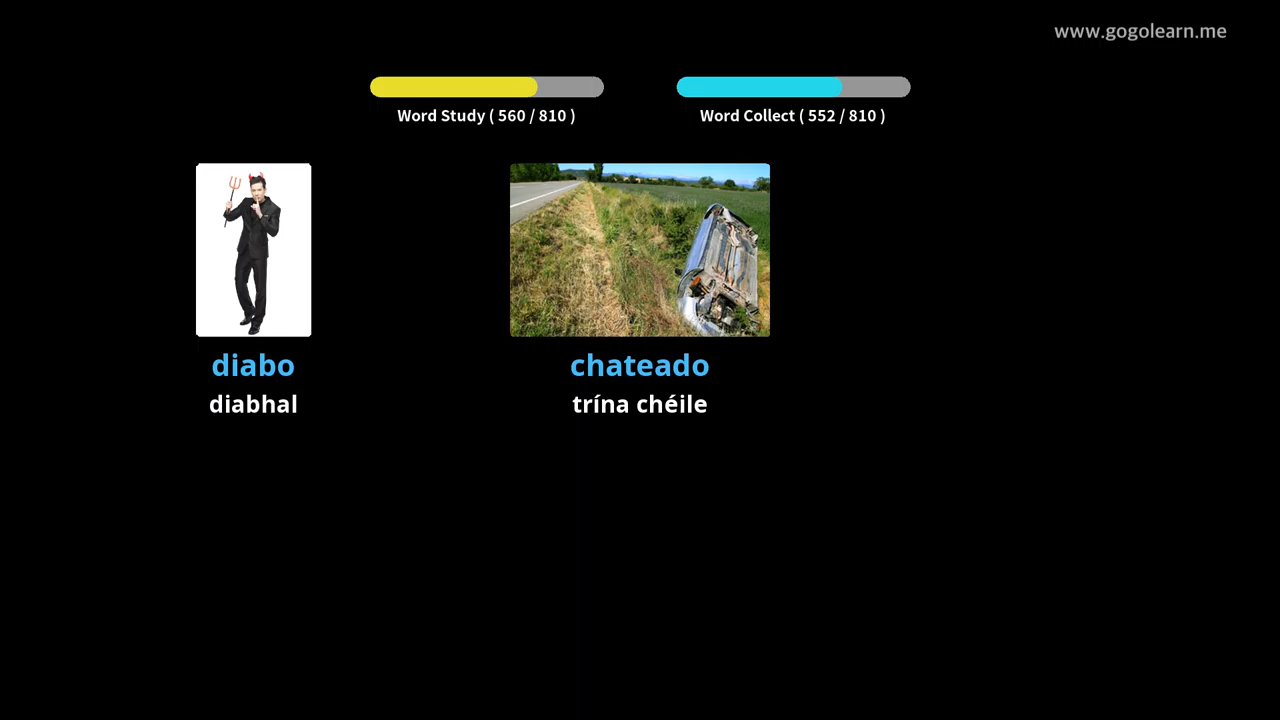 www.gogolearn.me
Word Study ( 560 / 810 )
Word Collect ( 552 / 810 )
diabo
diabhal
chateado
trína chéile